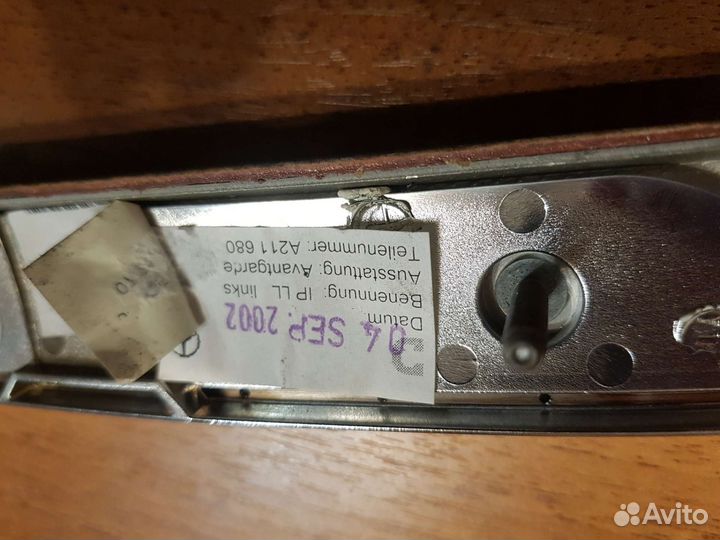 Datum:
04 SEP. 2002
Benennung: IP LL links
Ausstattung: Avantgarde
Teilenummer: A211 680
Avito